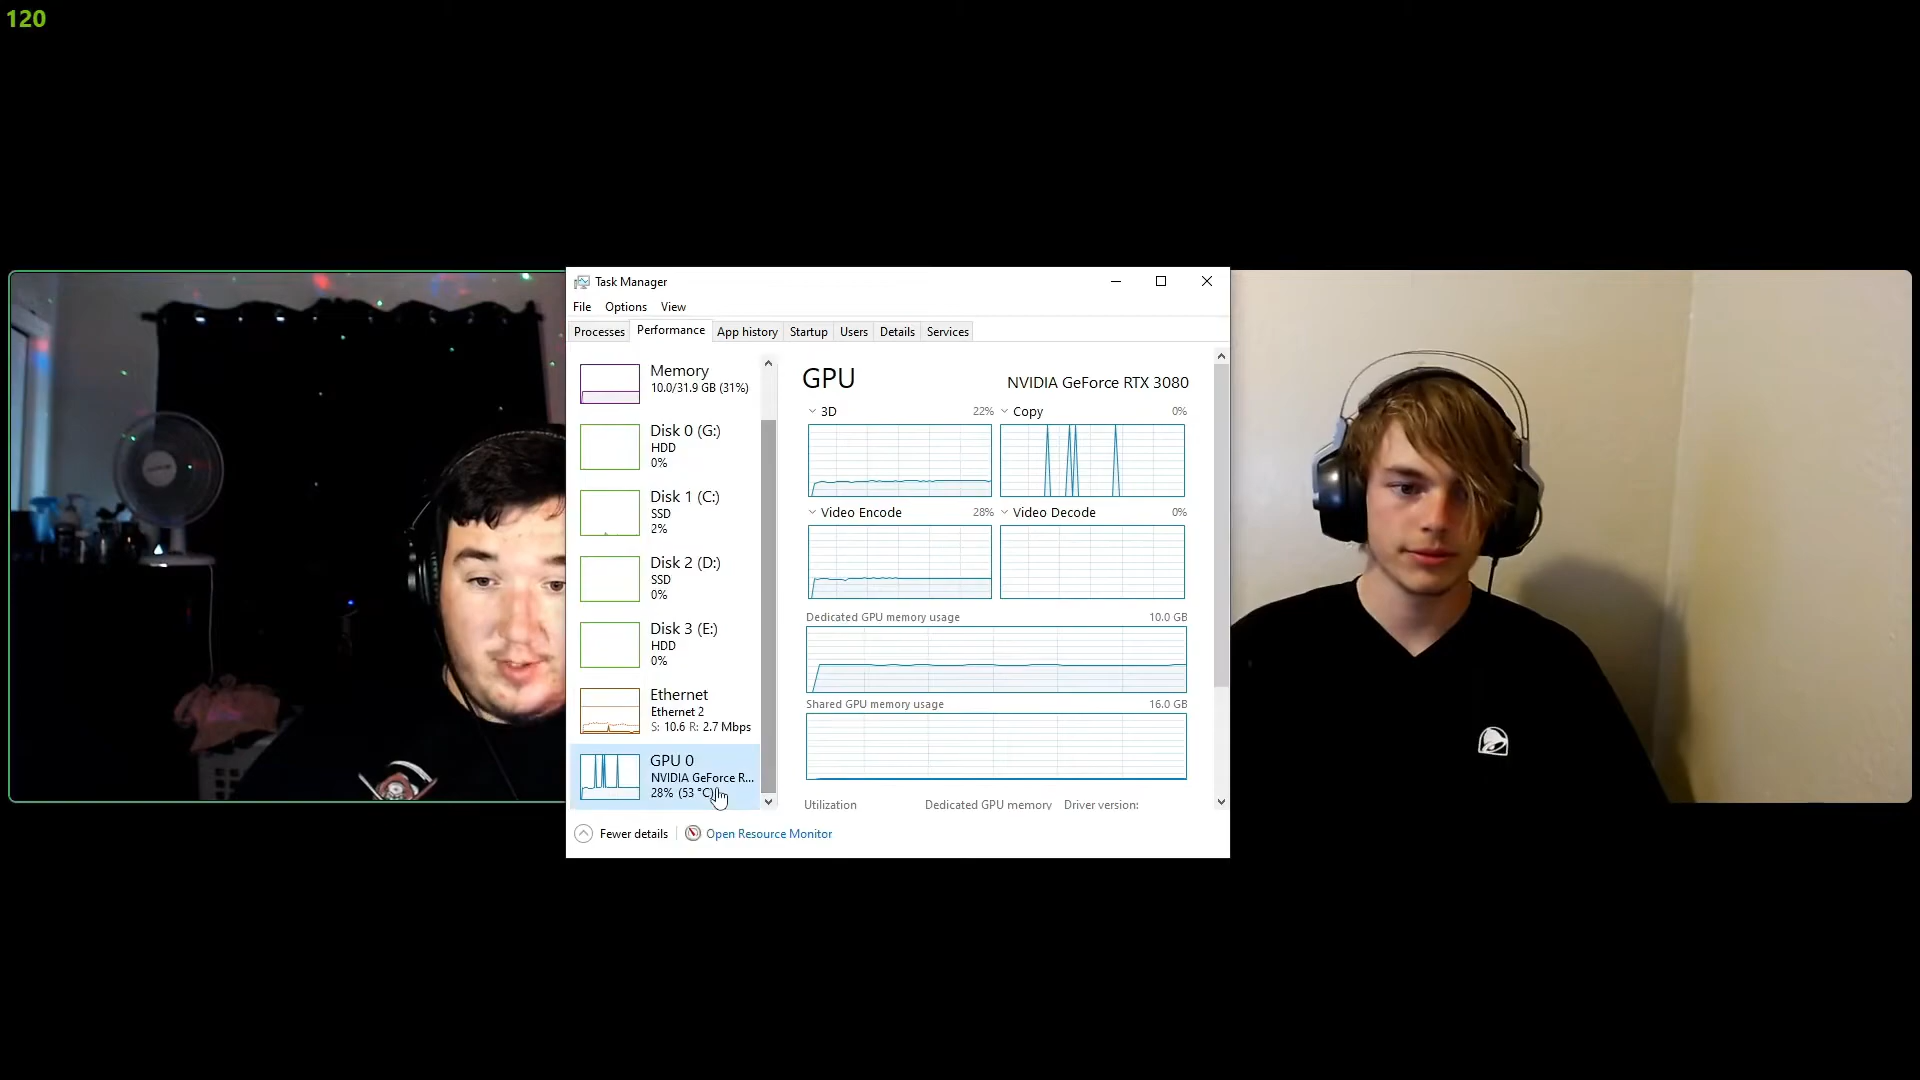 120
Task Manager
File Options View
Processes Performance App history Startup Users Details Services
Memory
10.0/31.9 GB (31%)
Disk 0 (G:)
HDD
0%
Disk 1 (C:)
SSD
2%
Disk 2 (D:)
SSD
0%
Disk 3 (E:)
HDD
0%
Ethernet
Ethernet 2
S: 10.6 R: 2.7 Mbps
GPU 0
NVIDIA GeForce R...
28% (53 °C)
GPU NVIDIA GeForce RTX 3080
3D 22% Copy 0%
Video Encode 28% Video Decode 0%
Dedicated GPU memory usage 10.0 GB
Shared GPU memory usage 16.0 GB
Utilization Dedicated GPU memory Driver version:
Fewer details Open Resource Monitor